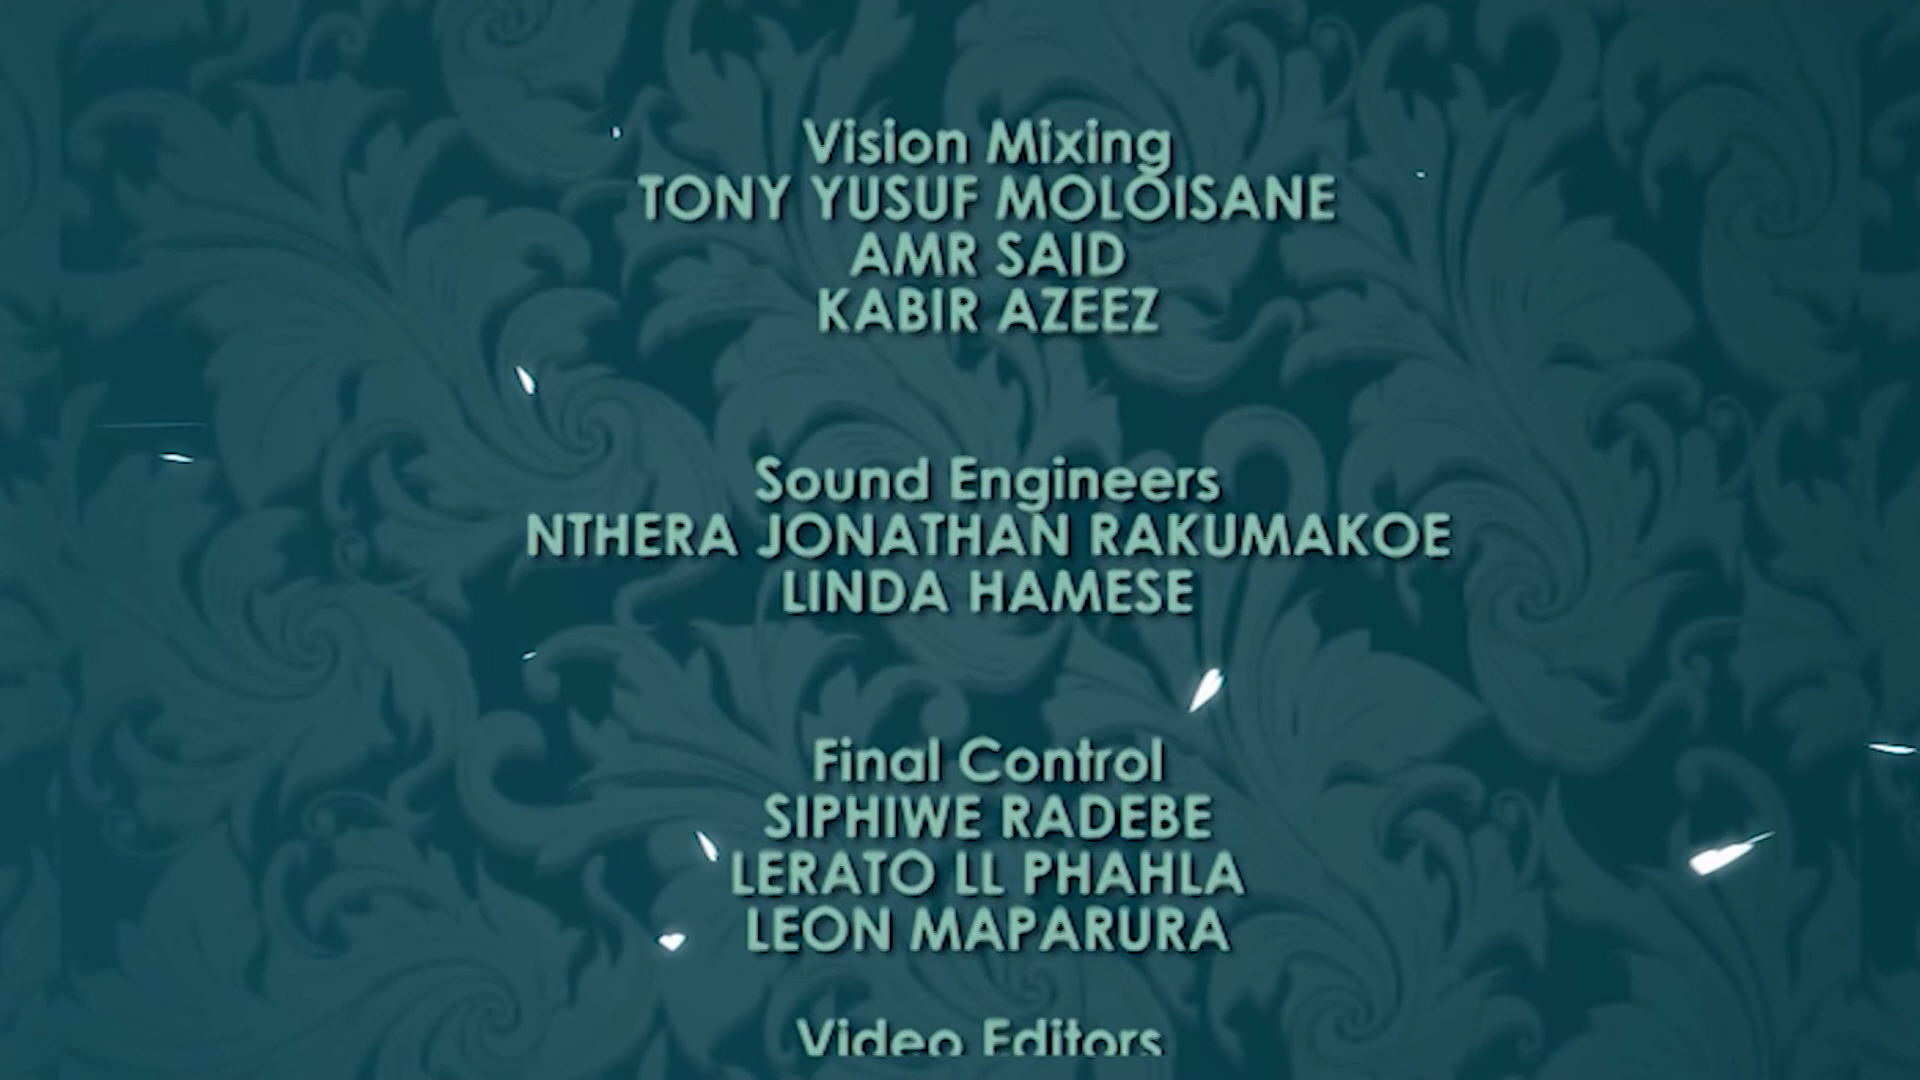 Vision Mixing
TONY YUSUF MOLOISANE
AMR SAID
KABIR AZEEZ
Sound Engineers
NTHERA JONATHAN RAKUMAKOE
LINDA HAMESE
Final Control
SIPHIWE RADEBE
LERATO LL PHAHLA
LEON MAPARURA
Video Editors